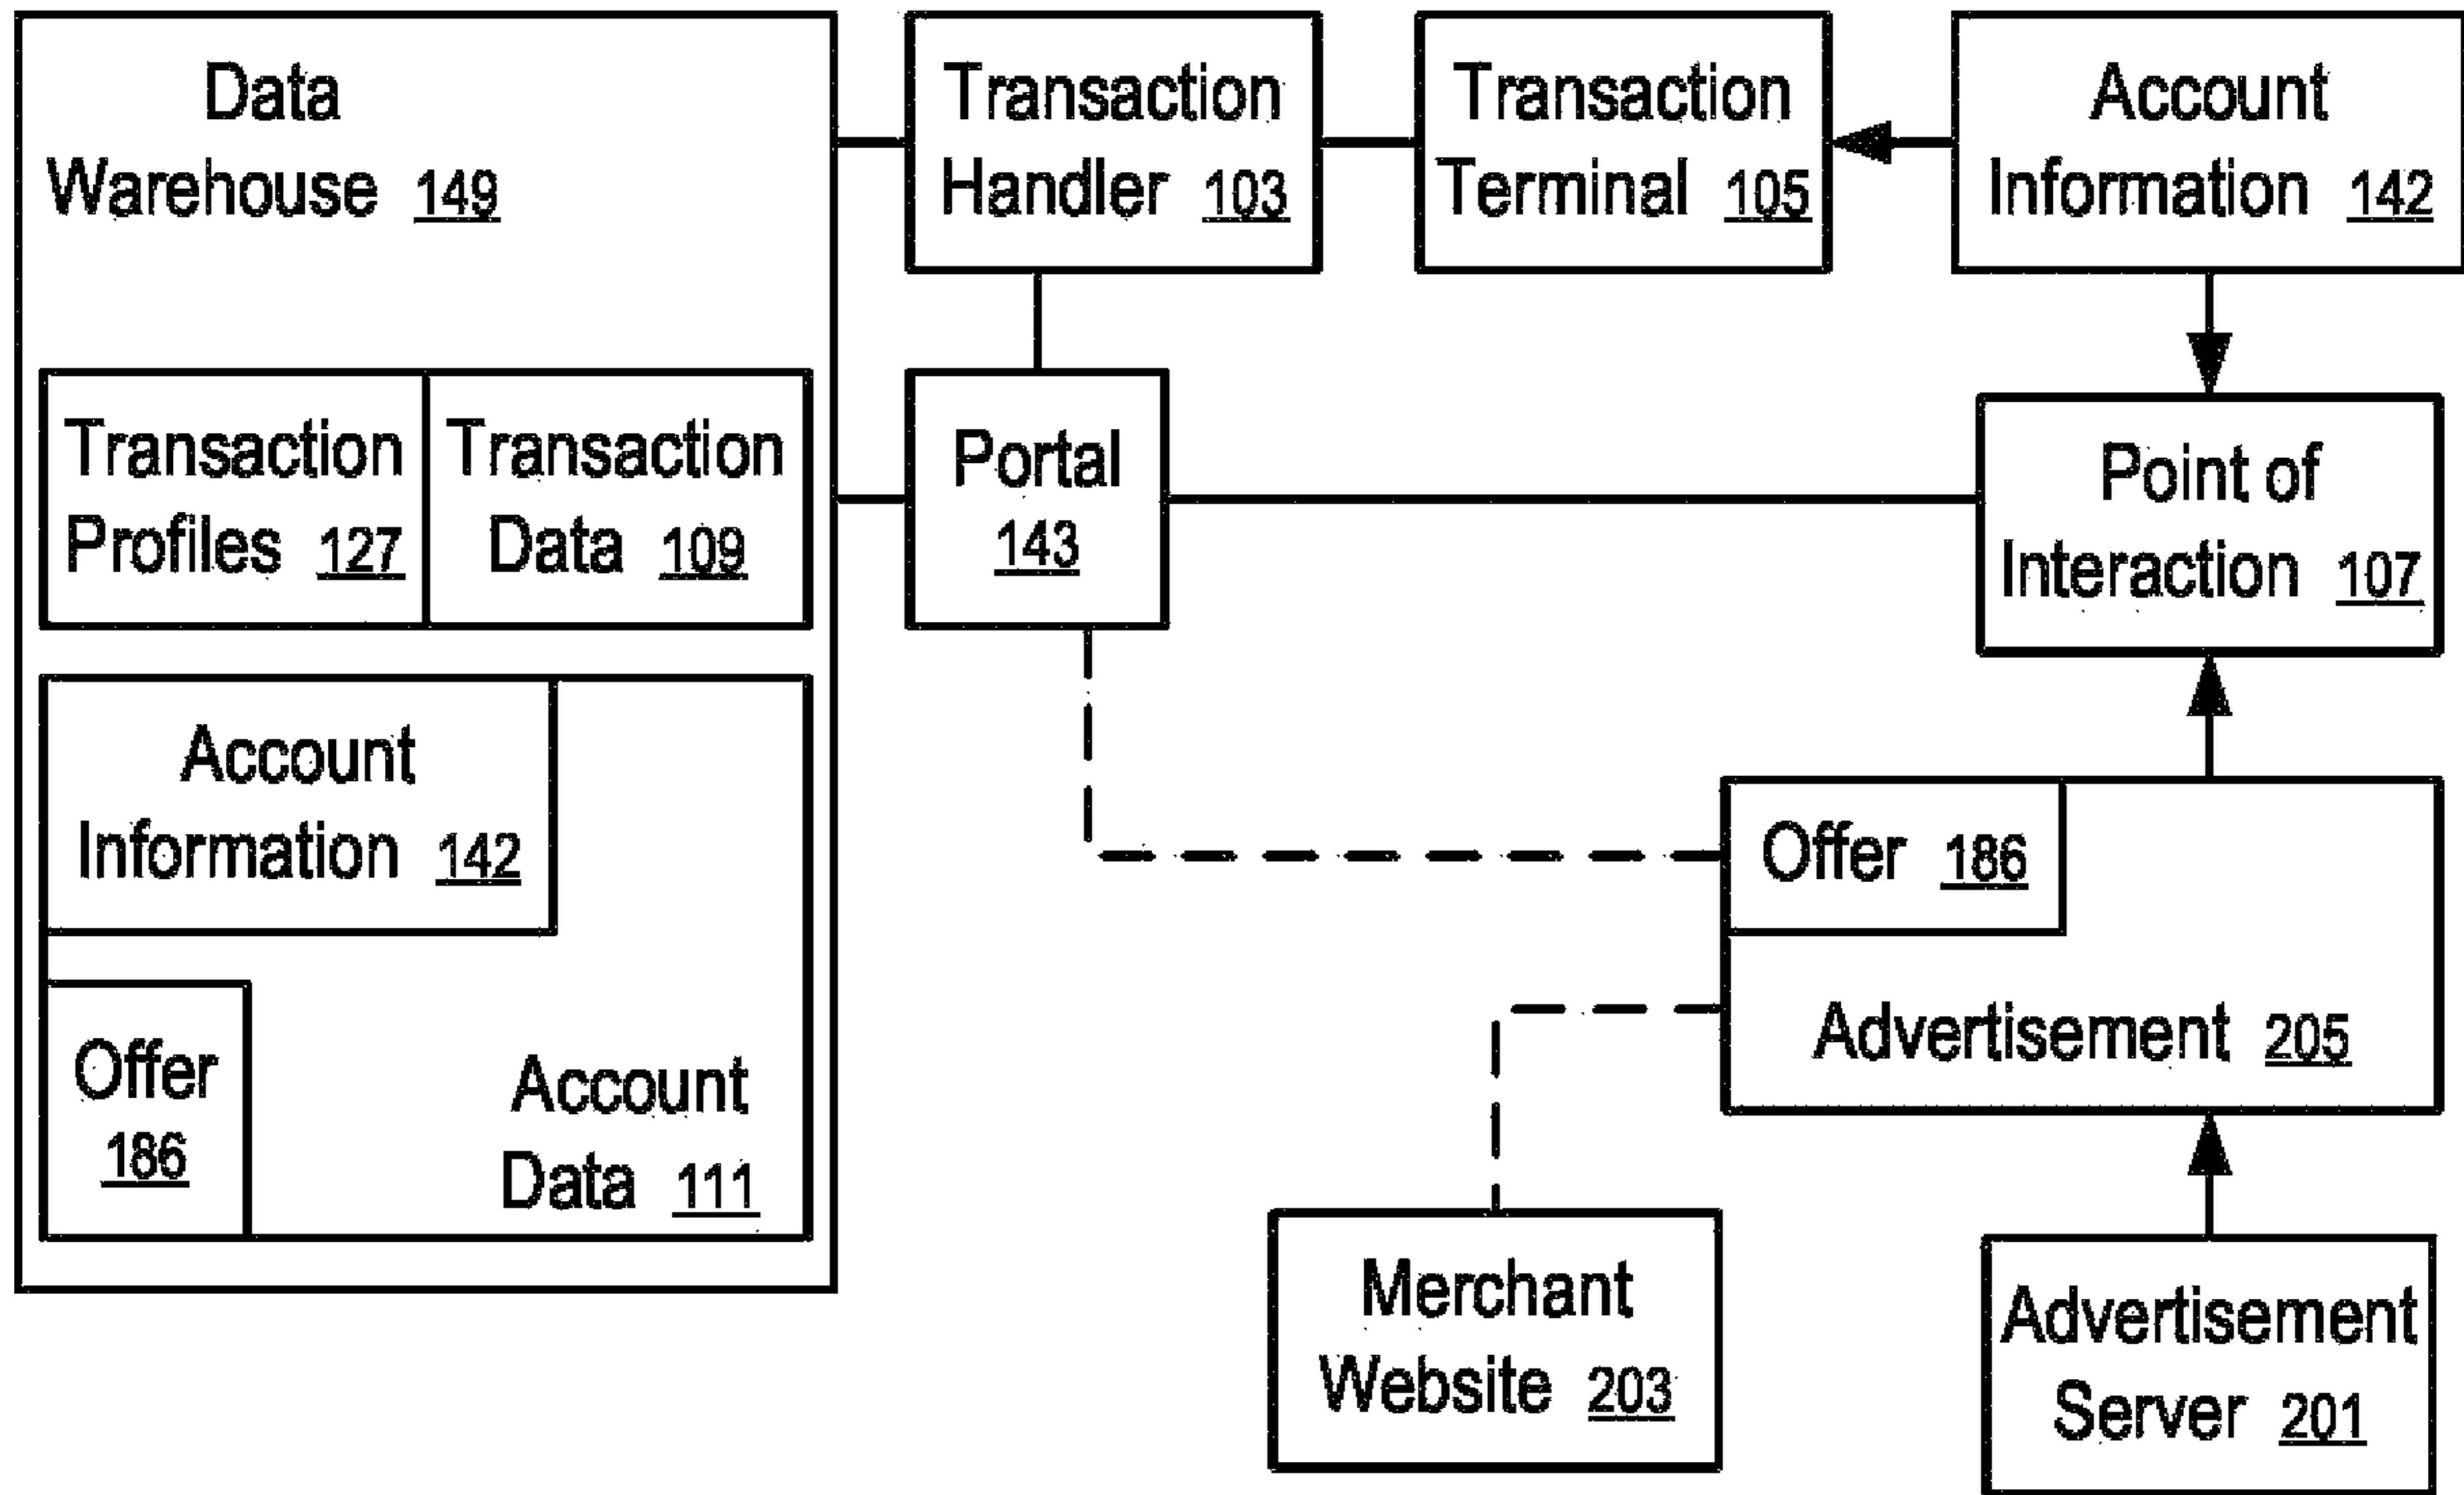 Data
Warehouse 149
Transaction
Handler 103
Transaction
Terminal 105
Account
Information 142
Transaction
Profiles 127
Transaction
Data 109
Portal
143
Point of
Interaction 107
Account
Information 142
Offer
186
Account
Data 111
Offer 186
Advertisement 205
Merchant
Website 203
Advertisement
Server 201